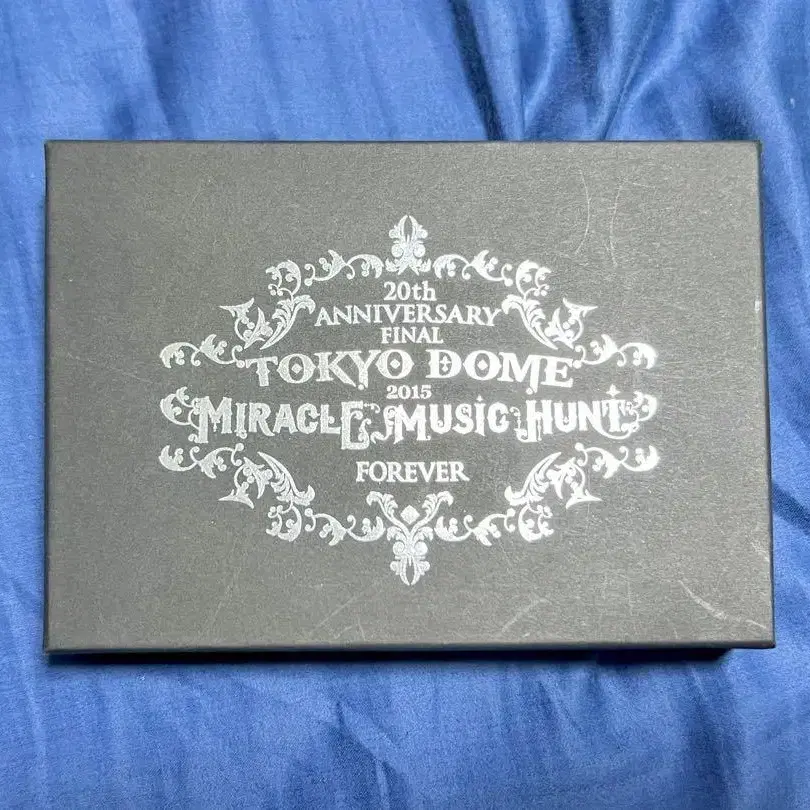 20th
ANNIVERSARY
FINAL
TOKYO DOME
2015
MIRACLE MUSIC HUNT
FOREVER